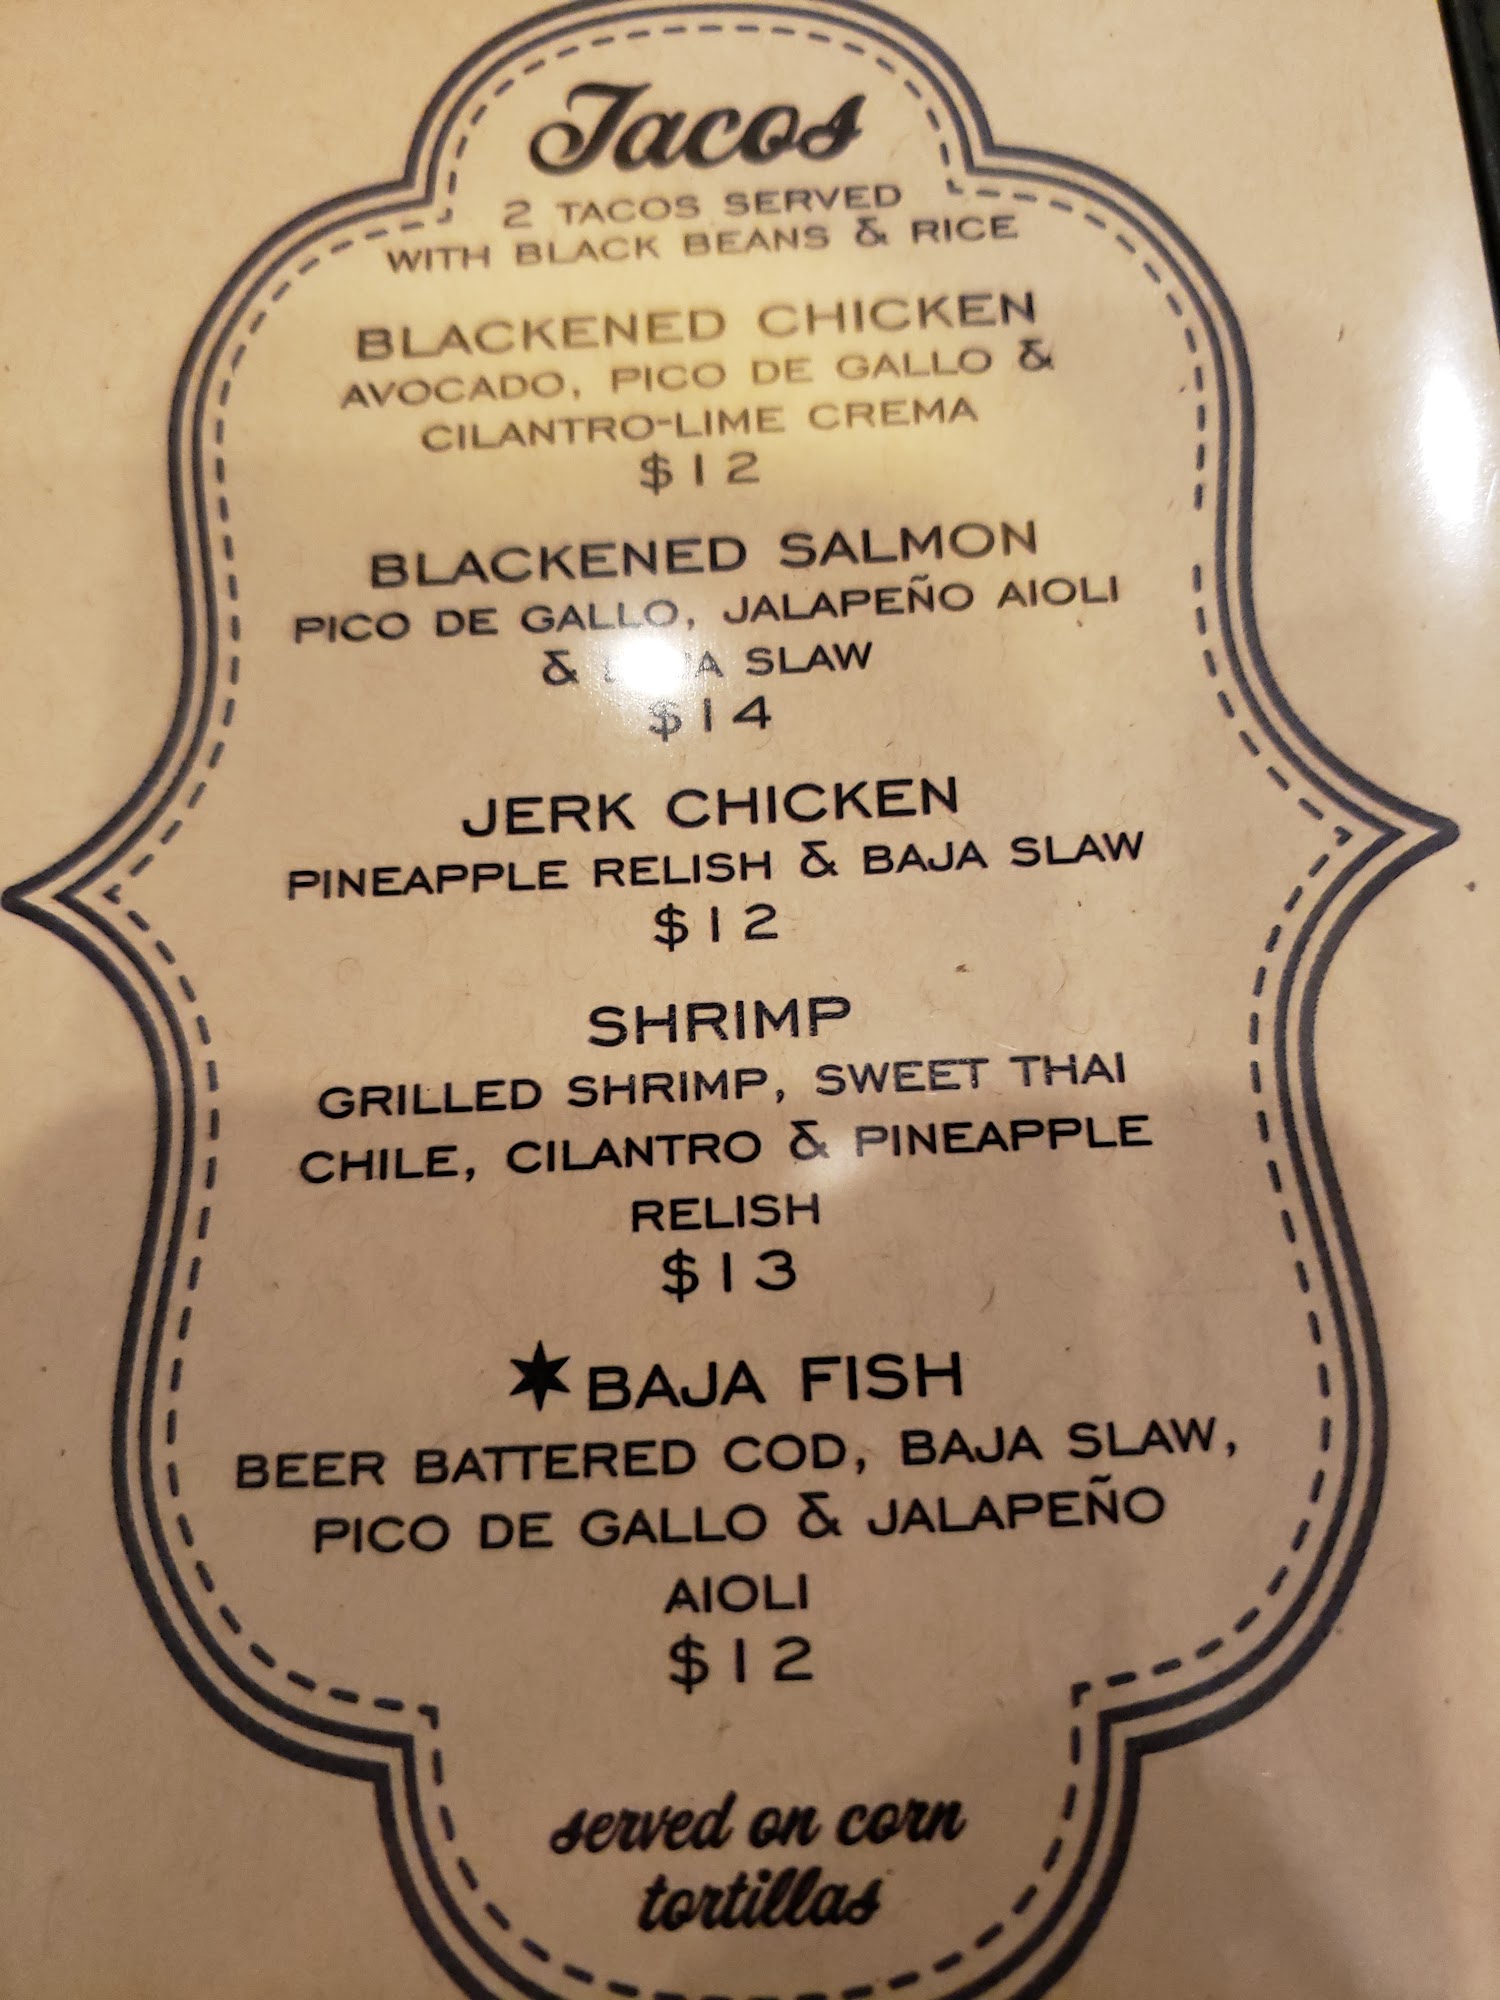 Tacos
2 TACOS SERVED
WITH BLACK BEANS & RICE
BLACKENED CHICKEN
AVOCADO, PICO DE GALLO &
CILANTRO-LIME CREMA
$12
BLACKENED SALMON
PICO DE GALLO, JALAPEÑO AIOLI
& SLAW
$14
JERK CHICKEN
PINEAPPLE RELISH & BAJA SLAW
$12
SHRIMP
GRILLED SHRIMP, SWEET THAI
CHILE, CILANTRO & PINEAPPLE
RELISH
$13
✶BAJA FISH
BEER BATTERED COD, BAJA SLAW,
PICO DE GALLO & JALAPEÑO
AIOLI
$12
served on corn
tortillas